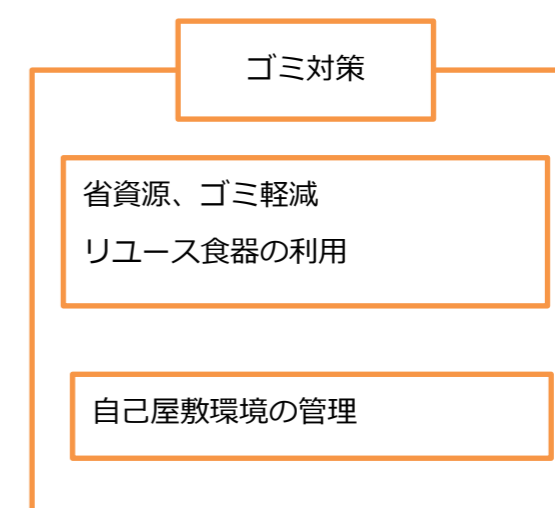 ゴミ対策
省資源、ゴミ軽減
リユース食器の利用
自己屋敷環境の管理